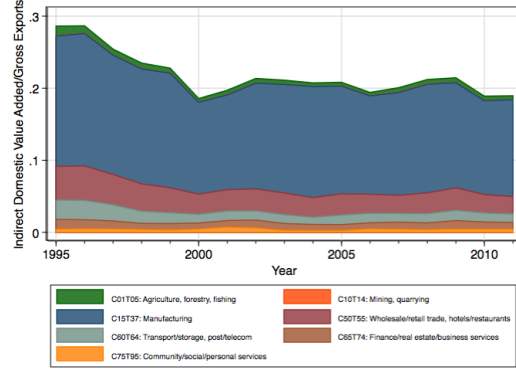 Indirect Domestic Value Added/Gross Exports
.3
.2
.1
0
1995 2000 2005 2010
Year
C01T05: Agriculture, forestry, fishing C10T14: Mining, quarrying
C15T37: Manufacturing C50T55: Wholesale/retail trade, hotels/restaurants
C60T64: Transport/storage, post/telecom C65T74: Finance/real estate/business services
C75T95: Community/social/personal services